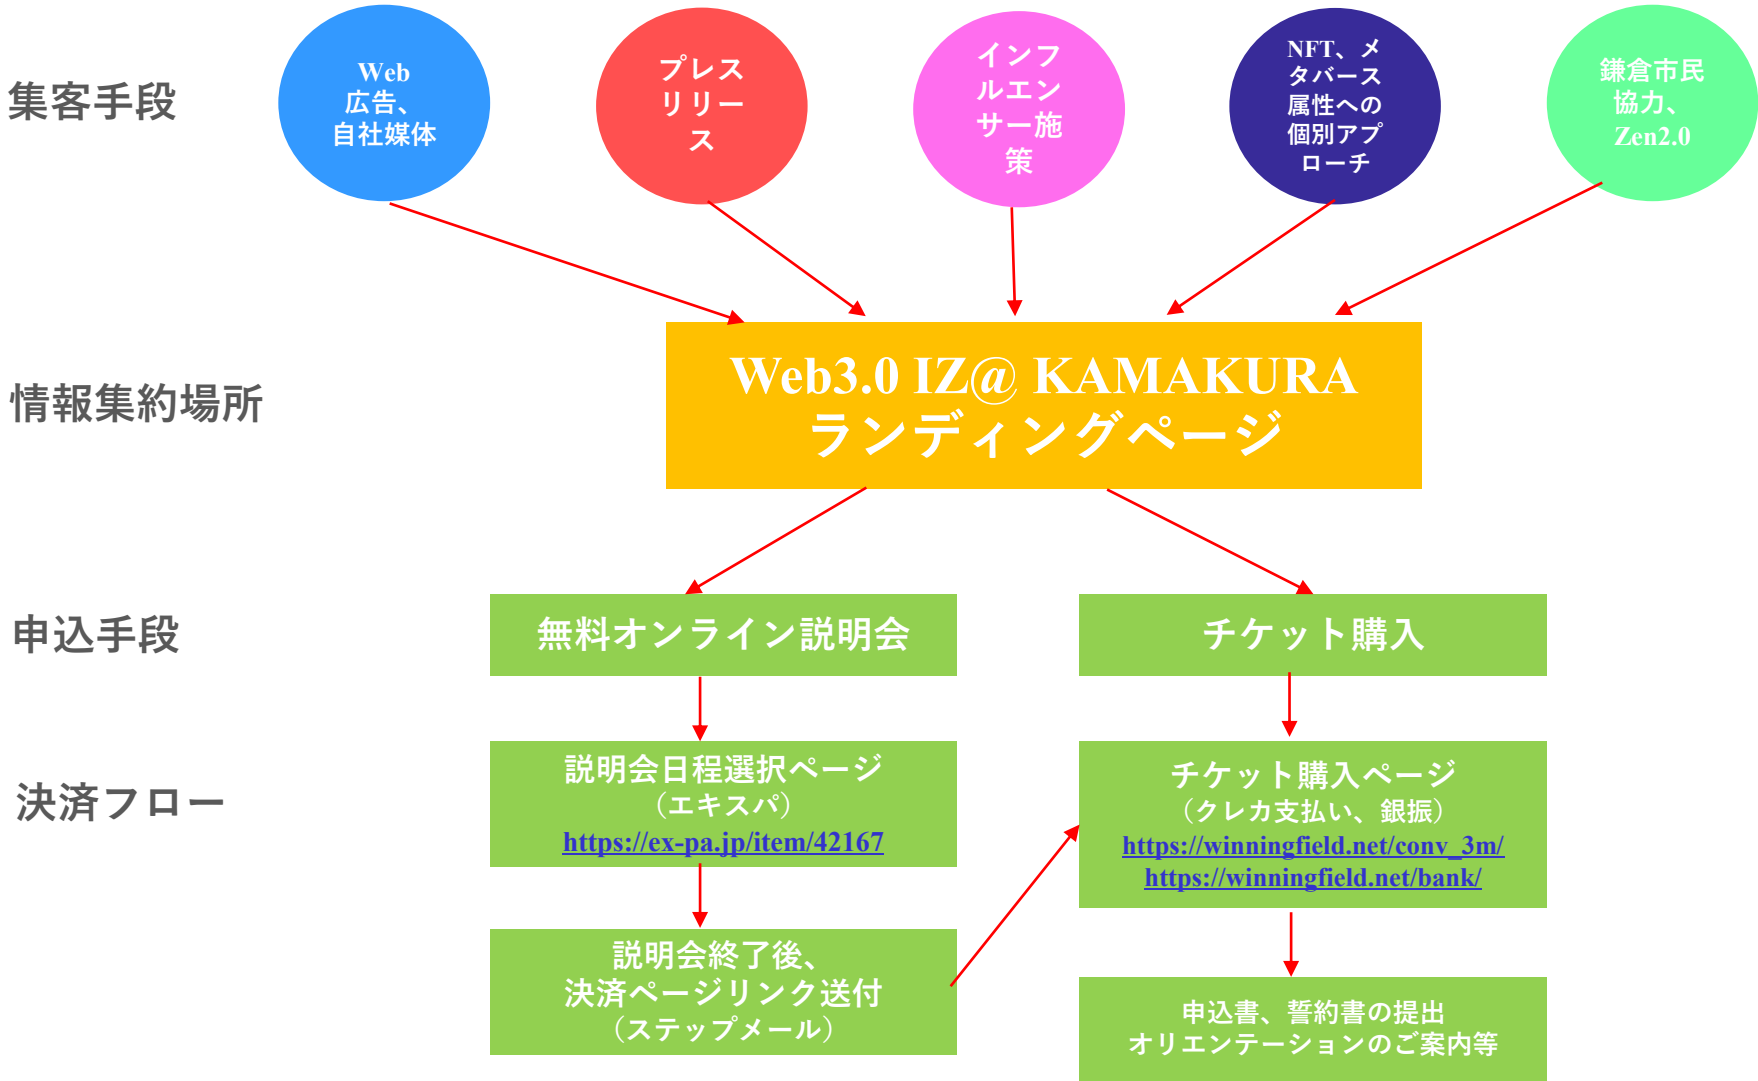 集客手段
Web
広告、
自社媒体
プレス
リリー
ス
インフ
ルエン
サー施
策
NFT、メ
タバース
属性への
個別アプ
ローチ
鎌倉市民
協力、
Zen2.0
情報集約場所
Web3.0 IZ@ KAMAKURA
ランディングページ
申込手段
無料オンライン説明会
チケット購入
決済フロー
説明会日程選択ページ
（エキスパ）
https://ex-pa.jp/item/42167
チケット購入ページ
（クレカ支払い、銀振）
https://winningfield.net/conv_3m/
https://winningfield.net/bank/
説明会終了後、
決済ページリンク送付
（ステップメール）
申込書、誓約書の提出
オリエンテーションのご案内等